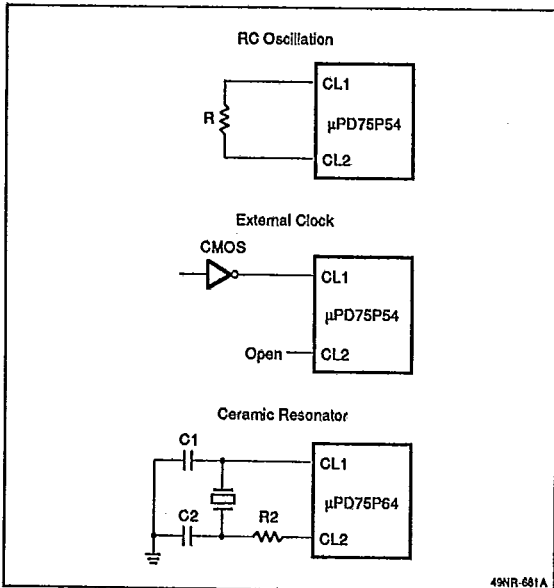 RC Oscillation
CL1
R
μPD75P54
CL2
External Clock
CMOS
CL1
μPD75P54
Open
CL2
Ceramic Resonator
C1
CL1
μPD75P64
C2
R2
CL2
49NR-681A